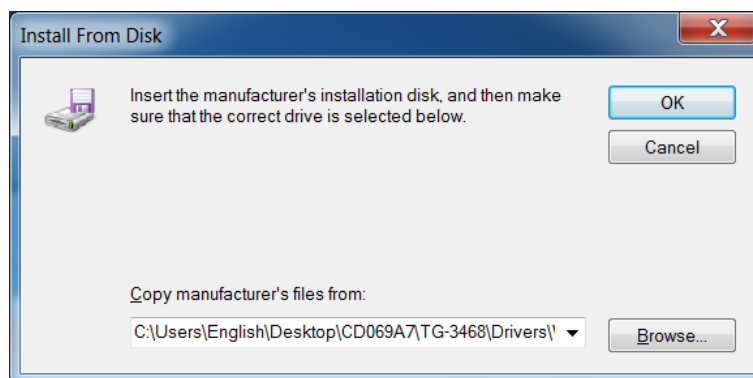 Install From Disk
Insert the manufacturer's installation disk, and then make
sure that the correct drive is selected below.
OK
Cancel
Copy manufacturer's files from:
C:\Users\English\Desktop\CD069A7\TG-3468\Drivers\
Browse...